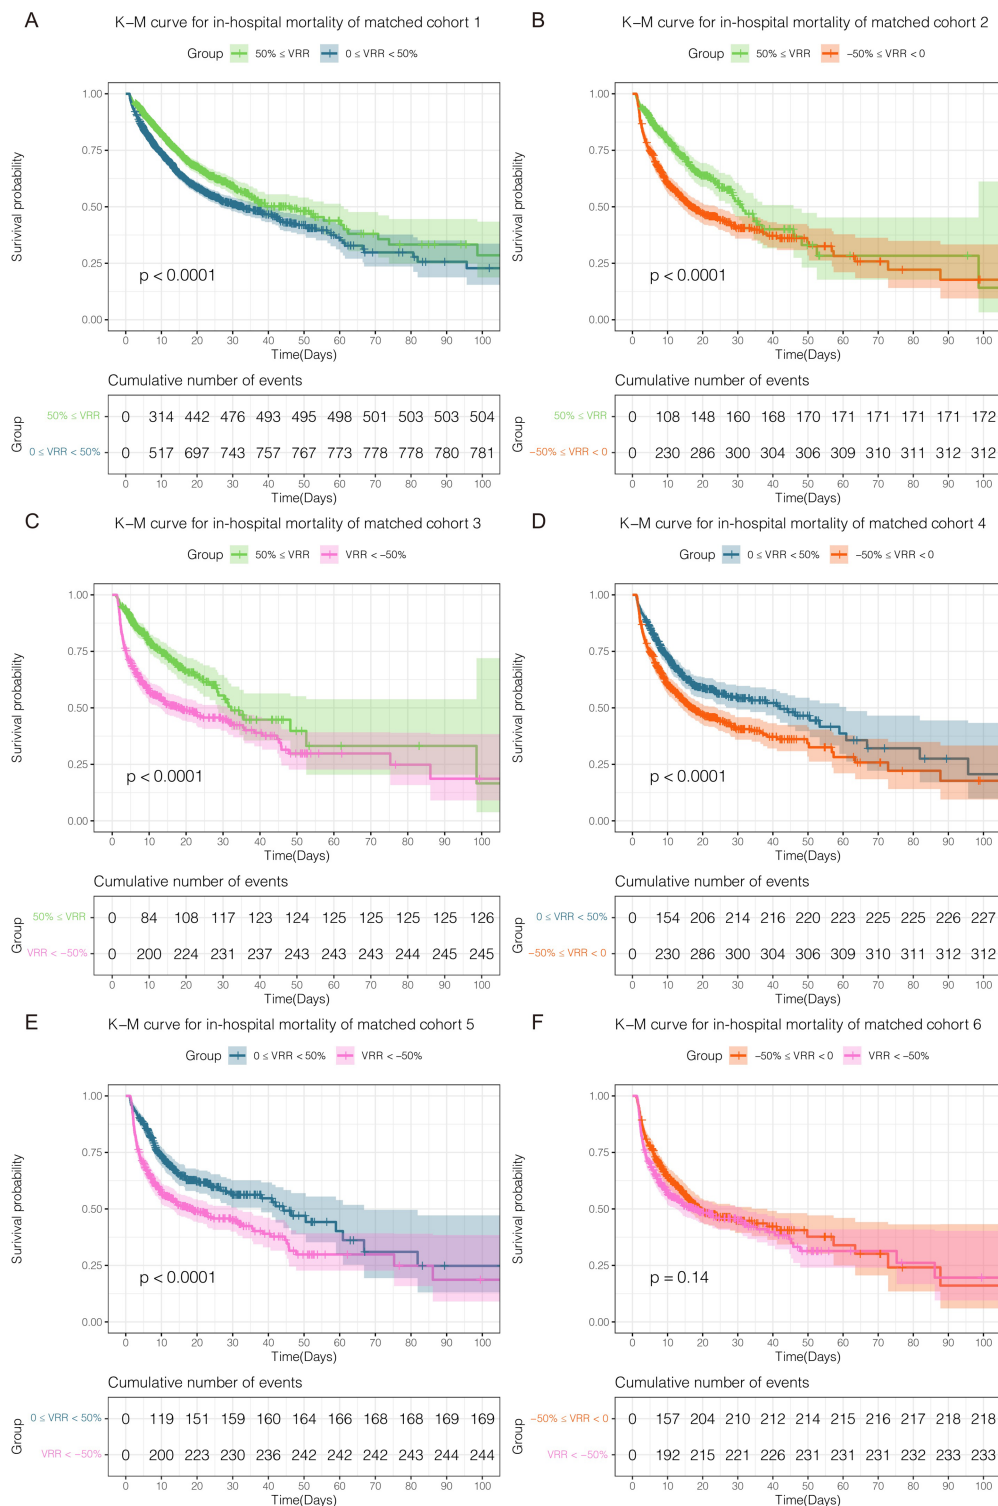 A
K-M curve for in-hospital mortality of matched cohort 1
Group 50% ≤ VRR 0 ≤ VRR < 50%
Survival probability
1.00
0.75
0.50
0.25
0.00
p < 0.0001
0 10 20 30 40 50 60 70 80 90 100
Time(Days)
Cumulative number of events
Group
50% ≤ VRR 0 314 442 476 493 495 498 501 503 503 504
0 ≤ VRR < 50% 0 517 697 743 757 767 773 778 778 780 781
0 10 20 30 40 50 60 70 80 90 100
Time(Days)
B
K-M curve for in-hospital mortality of matched cohort 2
Group 50% ≤ VRR −50% ≤ VRR < 0
Survival probability
1.00
0.75
0.50
0.25
0.00
p < 0.0001
0 10 20 30 40 50 60 70 80 90 100
Time(Days)
Cumulative number of events
Group
50% ≤ VRR 0 108 148 160 168 170 171 171 171 171 172
−50% ≤ VRR < 0 0 230 286 300 304 306 309 310 311 312 312
0 10 20 30 40 50 60 70 80 90 100
Time(Days)
C
K-M curve for in-hospital mortality of matched cohort 3
Group 50% ≤ VRR VRR < −50%
Survival probability
1.00
0.75
0.50
0.25
0.00
p < 0.0001
0 10 20 30 40 50 60 70 80 90 100
Time(Days)
Cumulative number of events
Group
50% ≤ VRR 0 84 108 117 123 124 125 125 125 125 126
VRR < −50% 0 200 224 231 237 243 243 243 244 245 245
0 10 20 30 40 50 60 70 80 90 100
Time(Days)
D
K-M curve for in-hospital mortality of matched cohort 4
Group 0 ≤ VRR < 50% −50% ≤ VRR < 0
Survival probability
1.00
0.75
0.50
0.25
0.00
p < 0.0001
0 10 20 30 40 50 60 70 80 90 100
Time(Days)
Cumulative number of events
Group
0 ≤ VRR < 50% 0 154 206 214 216 220 223 225 225 226 227
−50% ≤ VRR < 0 0 230 286 300 304 306 309 310 311 312 312
0 10 20 30 40 50 60 70 80 90 100
Time(Days)
E
K-M curve for in-hospital mortality of matched cohort 5
Group 0 ≤ VRR < 50% VRR < −50%
Survival probability
1.00
0.75
0.50
0.25
0.00
p < 0.0001
0 10 20 30 40 50 60 70 80 90 100
Time(Days)
Cumulative number of events
Group
0 ≤ VRR < 50% 0 119 151 159 160 164 166 168 168 169 169
VRR < −50% 0 200 223 230 236 242 242 242 243 244 244
0 10 20 30 40 50 60 70 80 90 100
Time(Days)
F
K-M curve for in-hospital mortality of matched cohort 6
Group −50% ≤ VRR < 0 VRR < −50%
Survival probability
1.00
0.75
0.50
0.25
0.00
p = 0.14
0 10 20 30 40 50 60 70 80 90 100
Time(Days)
Cumulative number of events
Group
−50% ≤ VRR < 0 0 157 204 210 212 214 215 216 217 218 218
VRR < −50% 0 192 215 221 226 231 231 231 232 233 233
0 10 20 30 40 50 60 70 80 90 100
Time(Days)